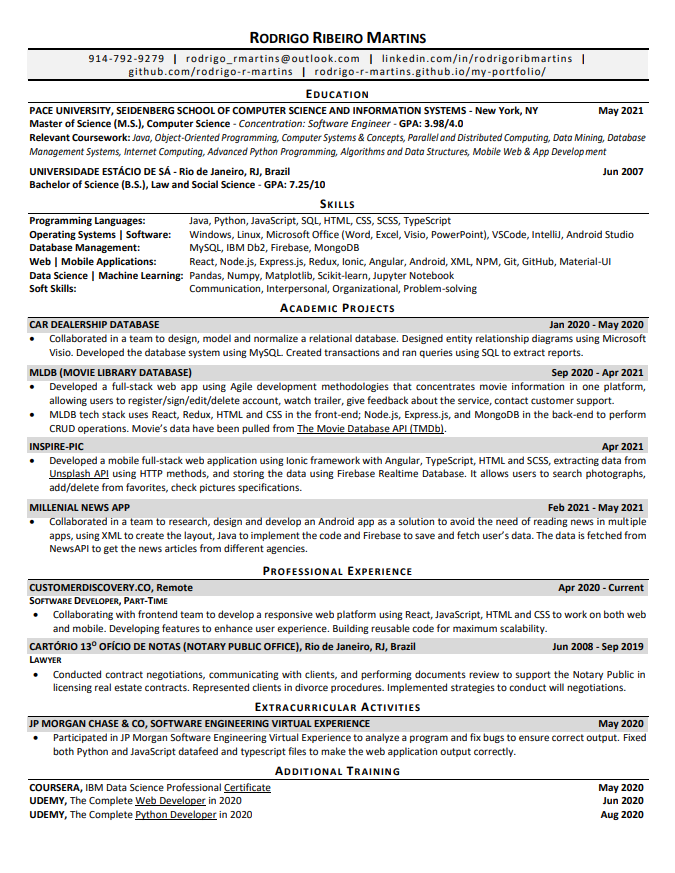 RODRIGO RIBEIRO MARTINS
914-792-9279 | rodrigo_rmartins@outlook.com | linkedin.com/in/rodrigoribmartins |
github.com/rodrigo-r-martins | rodrigo-r-martins.github.io/my-portfolio/
EDUCATION
PACE UNIVERSITY, SEIDENBERG SCHOOL OF COMPUTER SCIENCE AND INFORMATION SYSTEMS - New York, NY May 2021
Master of Science (M.S.), Computer Science - Concentration: Software Engineer - GPA: 3.98/4.0
Relevant Coursework: Java, Object-Oriented Programming, Computer Systems & Concepts, Parallel and Distributed Computing, Data Mining, Database
Management Systems, Internet Computing, Advanced Python Programming, Algorithms and Data Structures, Mobile Web & App Development
UNIVERSIDADE ESTÁCIO DE SÁ - Rio de Janeiro, RJ, Brazil Jun 2007
Bachelor of Science (B.S.), Law and Social Science - GPA: 7.25/10
SKILLS
Programming Languages: Java, Python, JavaScript, SQL, HTML, CSS, SCSS, TypeScript
Operating Systems | Software: Windows, Linux, Microsoft Office (Word, Excel, Visio, PowerPoint), VSCode, IntelliJ, Android Studio
Database Management: MySQL, IBM Db2, Firebase, MongoDB
Web | Mobile Applications: React, Node.js, Express.js, Redux, Ionic, Angular, Android, XML, NPM, Git, GitHub, Material-UI
Data Science | Machine Learning: Pandas, Numpy, Matplotlib, Scikit-learn, Jupyter Notebook
Soft Skills: Communication, Interpersonal, Organizational, Problem-solving
ACADEMIC PROJECTS
CAR DEALERSHIP DATABASE Jan 2020 - May 2020
• Collaborated in a team to design, model and normalize a relational database. Designed entity relationship diagrams using Microsoft
Visio. Developed the database system using MySQL. Created transactions and ran queries using SQL to extract reports.
MLDB (MOVIE LIBRARY DATABASE) Sep 2020 - Apr 2021
• Developed a full-stack web app using Agile development methodologies that concentrates movie information in one platform,
allowing users to register/sign/edit/delete account, watch trailer, give feedback about the service, contact customer support.
• MLDB tech stack uses React, Redux, HTML and CSS in the front-end; Node.js, Express.js, and MongoDB in the back-end to perform
CRUD operations. Movie's data have been pulled from The Movie Database API (TMDb).
INSPIRE-PIC Apr 2021
• Developed a mobile full-stack web application using Ionic framework with Angular, TypeScript, HTML and SCSS, extracting data from
Unsplash API using HTTP methods, and storing the data using Firebase Realtime Database. It allows users to search photographs,
add/delete from favorites, check pictures specifications.
MILLENIAL NEWS APP Feb 2021 - May 2021
• Collaborated in a team to research, design and develop an Android app as a solution to avoid the need of reading news in multiple
apps, using XML to create the layout, Java to implement the code and Firebase to save and fetch user's data. The data is fetched from
NewsAPI to get the news articles from different agencies.
PROFESSIONAL EXPERIENCE
CUSTOMERDISCOVERY.CO, Remote Apr 2020 - Current
SOFTWARE DEVELOPER, PART-TIME
• Collaborating with frontend team to develop a responsive web platform using React, JavaScript, HTML and CSS to work on both web
and mobile. Developing features to enhance user experience. Building reusable code for maximum scalability.
CARTÓRIO 13º OFÍCIO DE NOTAS (NOTARY PUBLIC OFFICE), Rio de Janeiro, RJ, Brazil Jun 2008 - Sep 2019
LAWYER
• Conducted contract negotiations, communicating with clients, and performing documents review to support the Notary Public in
licensing real estate contracts. Represented clients in divorce procedures. Implemented strategies to conduct will negotiations.
EXTRACURRICULAR ACTIVITIES
JP MORGAN CHASE & CO, SOFTWARE ENGINEERING VIRTUAL EXPERIENCE May 2020
• Participated in JP Morgan Software Engineering Virtual Experience to analyze a program and fix bugs to ensure correct output. Fixed
both Python and JavaScript datafeed and typescript files to make the web application output correctly.
ADDITIONAL TRAINING
COURSERA, IBM Data Science Professional Certificate May 2020
UDEMY, The Complete Web Developer in 2020 Jun 2020
UDEMY, The Complete Python Developer in 2020 Aug 2020